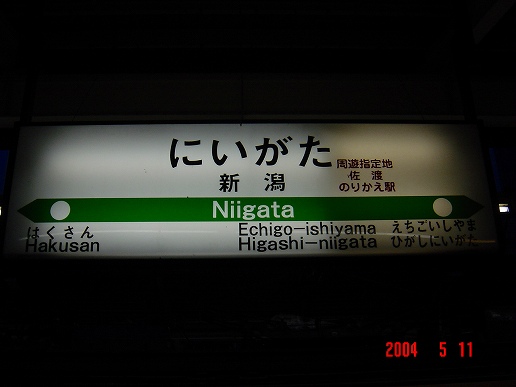 にいがた
新潟
周遊指定地
佐渡
のりかえ駅
Niigata
はくさん
Hakusan
Echigo-ishiyama えちごいしやま
Higashi-niigata ひがしにいがた
2004 5 11